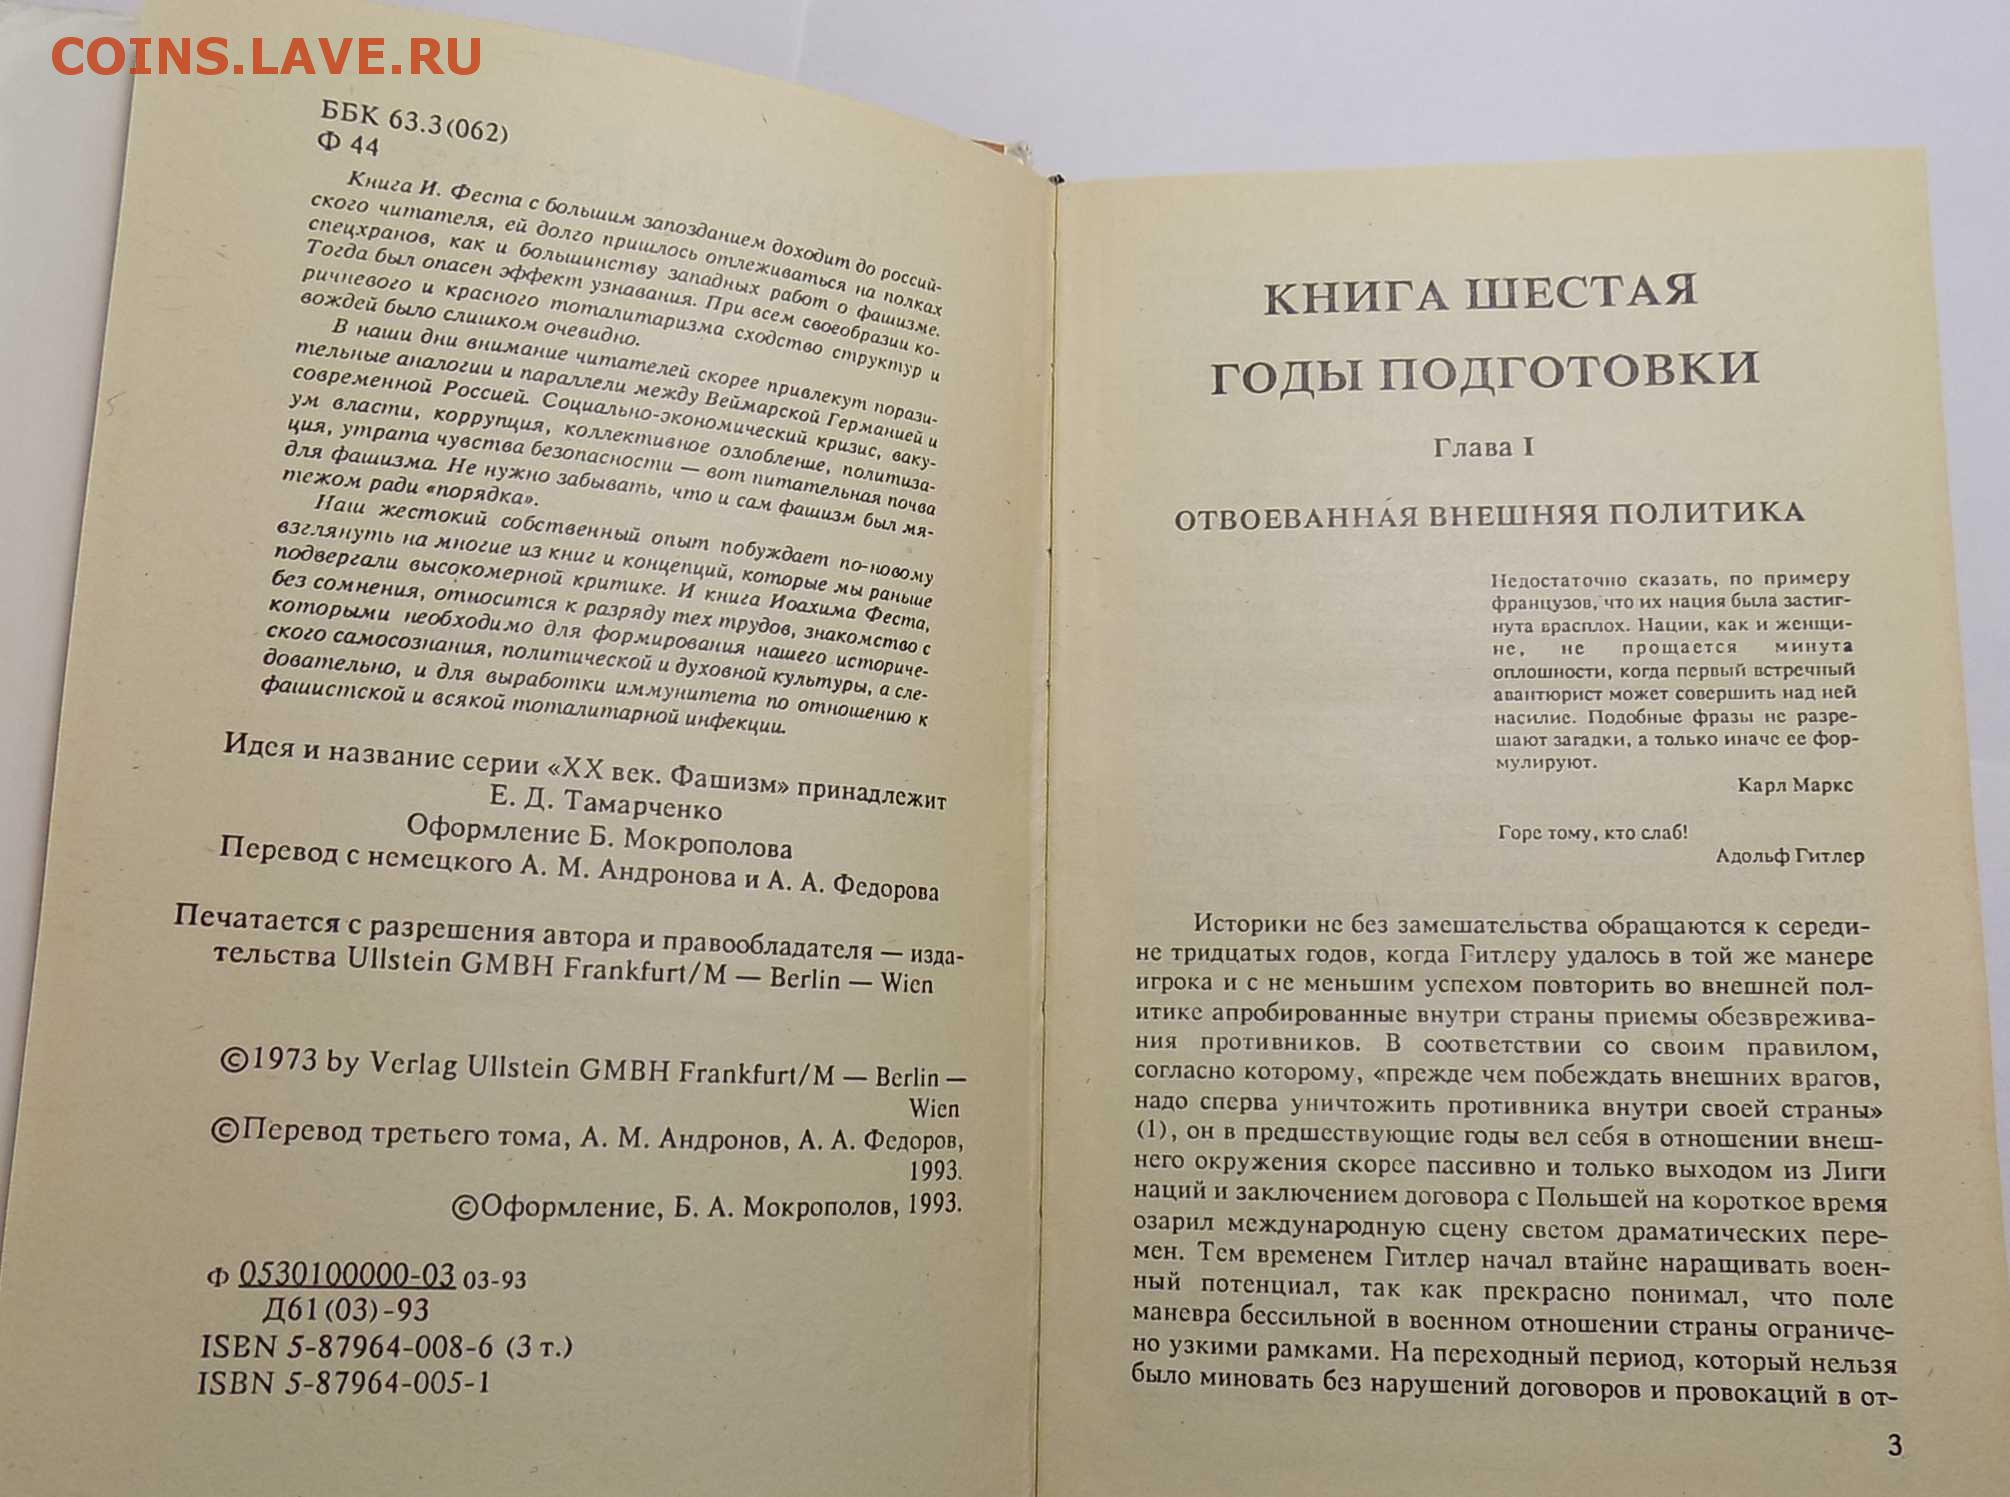 COINS.LAVE.RU
ББК 63.3(062)
Ф 44
Книга И. Феста с большим запозданием доходит до россий-
ского читателя, ей долго пришлось отлеживаться на полках
спецхранов, как и большинству западных работ о фашизме.
Тогда был опасен эффект узнавания. При всем своеобразии ко-
ричневого и красного тоталитаризма сходство структур и
вождей было слишком очевидно.
В наши дни внимание читателей скорее привлекут порази-
тельные аналогии и параллели между Веймарской Германией и
современной Россией. Социально-экономический кризис, ваку-
ум власти, коррупция, коллективное озлобление, политиза-
ция, утрата чувства безопасности — вот питательная почва
для фашизма. Не нужно забывать, что и сам фашизм был мя-
тежом ради «порядка».
Наш жестокий собственный опыт побуждает по-новому
взглянуть на многие из книг и концепций, которые мы раньше
подвергали высокомерной критике. И книга Иоахима Феста,
без сомнения, относится к разряду тех трудов, знакомство с
которыми необходимо для формирования нашего историче-
ского самосознания, политической и духовной культуры, а сле-
довательно, и для выработки иммунитета по отношению к
фашистской и всякой тоталитарной инфекции.
Идея и название серии «XX век. Фашизм» принадлежит
Е. Д. Тамарченко
Оформление Б. Мокрополова
Перевод с немецкого А. М. Андронова и А. А. Федорова
Печатается с разрешения автора и правообладателя — изда-
тельства Ullstein GMBH Frankfurt/M — Berlin — Wien
©1973 by Verlag Ullstein GMBH Frankfurt/M — Berlin —
Wien
©Перевод третьего тома, А. М. Андронов, А. А. Федоров,
1993.
©Оформление, Б. А. Мокрополов, 1993.
Ф 0530100000-03 03-93
Д61(03)-93
ISBN 5-87964-008-6 (3 т.)
ISBN 5-87964-005-1
КНИГА ШЕСТАЯ
ГОДЫ ПОДГОТОВКИ
Глава I
ОТВОЕВАННАЯ ВНЕШНЯЯ ПОЛИТИКА
Недостаточно сказать, по примеру
французов, что их нация была застиг-
нута врасплох. Нации, как и женщи-
не, не прощается минута
оплошности, когда первый встречный
авантюрист может совершить над ней
насилие. Подобные фразы не разре-
шают загадки, а только иначе ее фор-
мулируют.
Карл Маркс
Горе тому, кто слаб!
Адольф Гитлер
Историки не без замешательства обращаются к середи-
не тридцатых годов, когда Гитлеру удалось в той же манере
игрока и с не меньшим успехом повторить во внешней пол-
итике апробированные внутри страны приемы обезврежива-
ния противников. В соответствии со своим правилом,
согласно которому, «прежде чем побеждать внешних врагов,
надо сперва уничтожить противника внутри своей страны»
(1), он в предшествующие годы вел себя в отношении внеш-
него окружения скорее пассивно и только выходом из Лиги
наций и заключением договора с Польшей на короткое время
озарил международную сцену светом драматических пере-
мен. Тем временем Гитлер начал втайне наращивать воен-
ный потенциал, так как прекрасно понимал, что поле
маневра бессильной в военном отношении страны ограниче-
но узкими рамками. На переходный период, который нельзя
было миновать без нарушений договоров и провокаций в от-
3